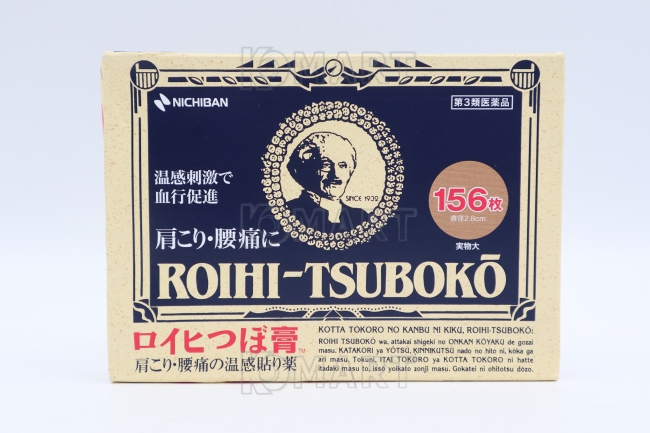 KOMART
NICHIBAN
第3類医薬品
温感刺激で
血行促進
SINCE 1932
156枚
直径2.8cm
実物大
肩こり・腰痛に
KOMART
ROIHI-TSUBOKŌ
ロイヒつぼ膏™
肩こり・腰痛の温感貼り薬
KOTTA TOKORO NO KANBU NI KIKU, ROIHI-TSUBOKŌ:
ROIHI TSUBOKŌ wa, attakai shigeki no ONKAN KŌYAKU de gozai
masu. KATAKORI ya YŌTSŪ, KINNIKUTSŪ nado no hito ni, kōka ga
ari masu. Tokuni, ITAI TOKORO ya KOTTA TOKORO ni hatte
itadaki masu to, issō yoikato zonji masu. Gokatei ni ohitotsu dōzo.
KOMART